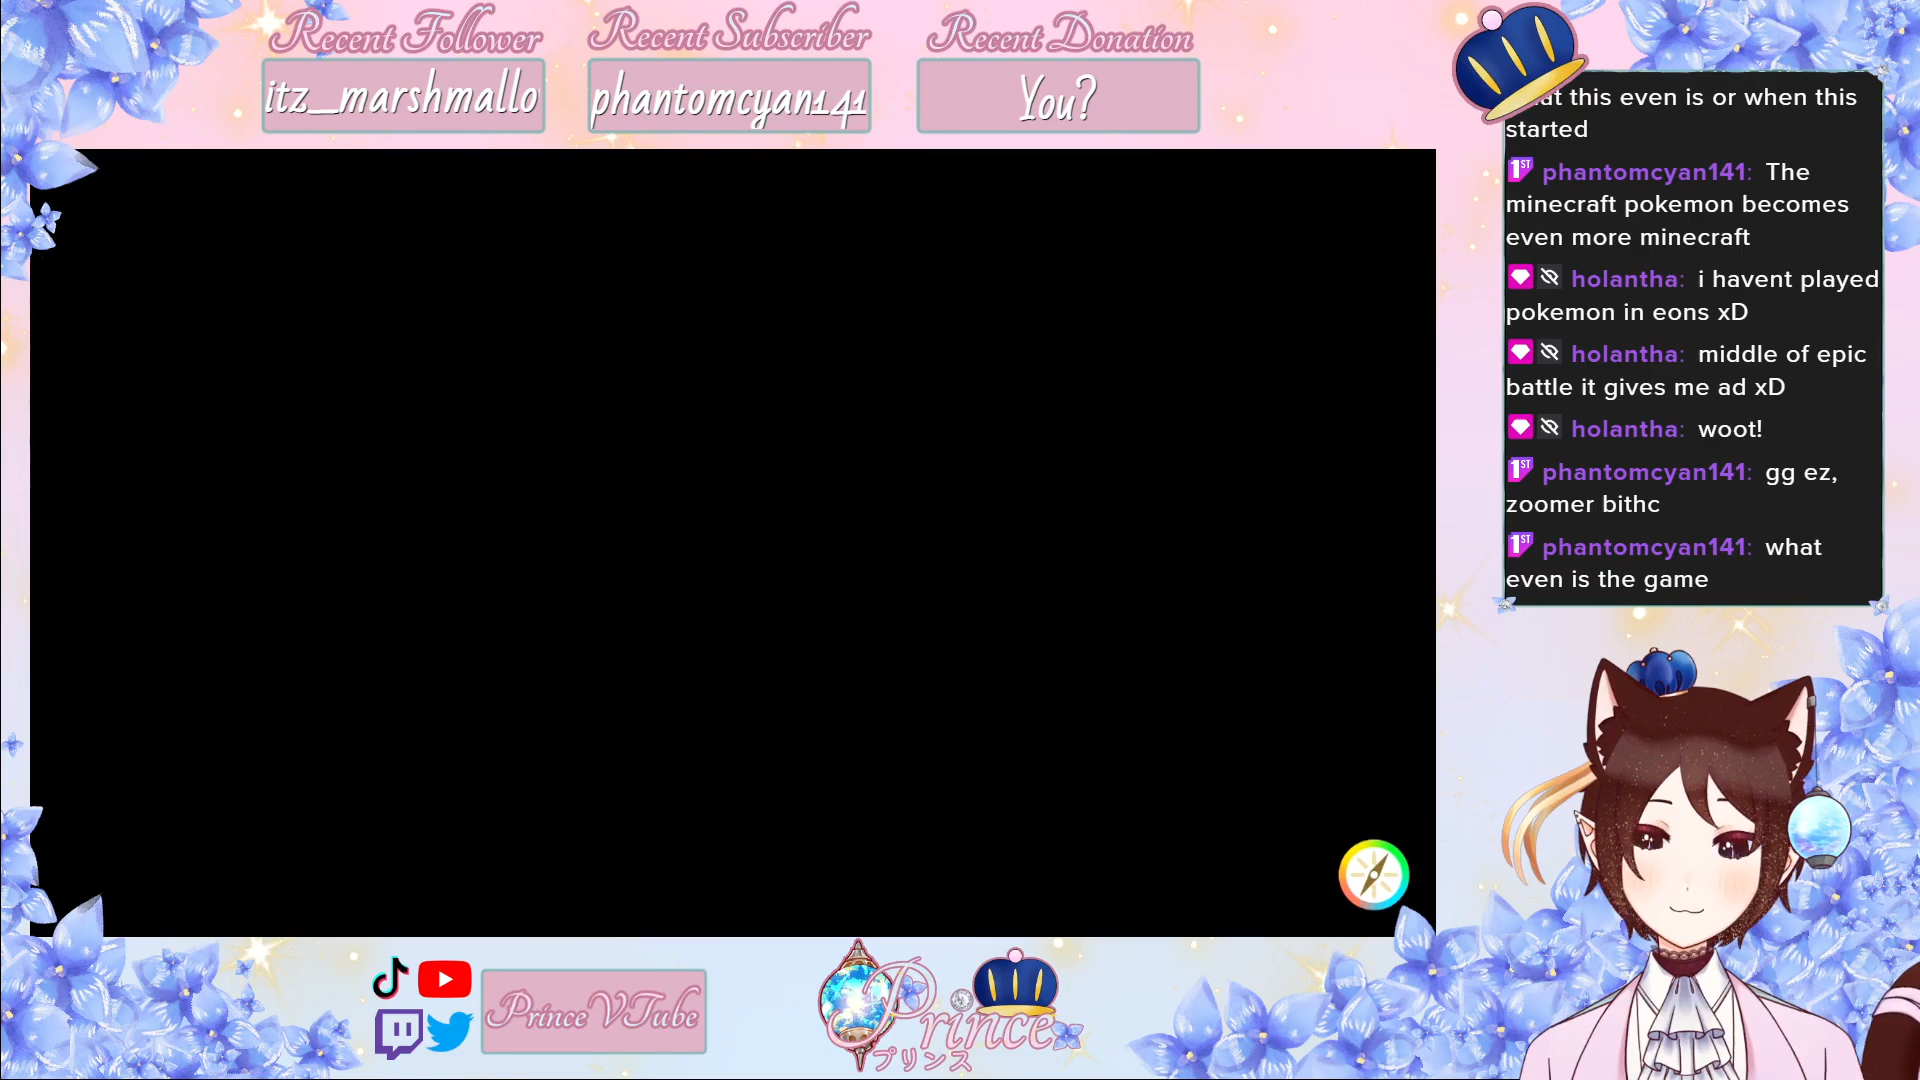 Recent Follower
Recent Subscriber
Recent Donation
itz_marshmallo
phantomcyan141
You?
at this even is or when this
started
1ST phantomcyan141: The
minecraft pokemon becomes
even more minecraft
holantha: i havent played
pokemon in eons xD
holantha: middle of epic
battle it gives me ad xD
holantha: woot!
1ST phantomcyan141: gg ez,
zoomer bithc
1ST phantomcyan141: what
even is the game
Prince VTube
Prince
プリンス